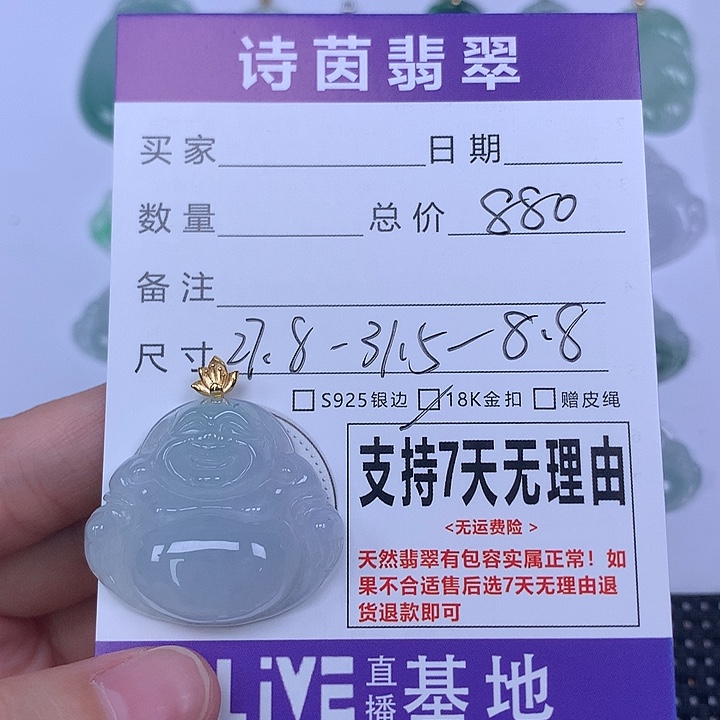 诗茵翡翠
买家 日期
数量 总价 880
备注
尺寸 27.8-31.5-8.8
S925银边 18K金扣 赠皮绳
支持7天无理由
<无运费险>
天然翡翠有包容实属正常！如
果不合适售后选7天无理由退
货退款即可
LiVE 直播 基地